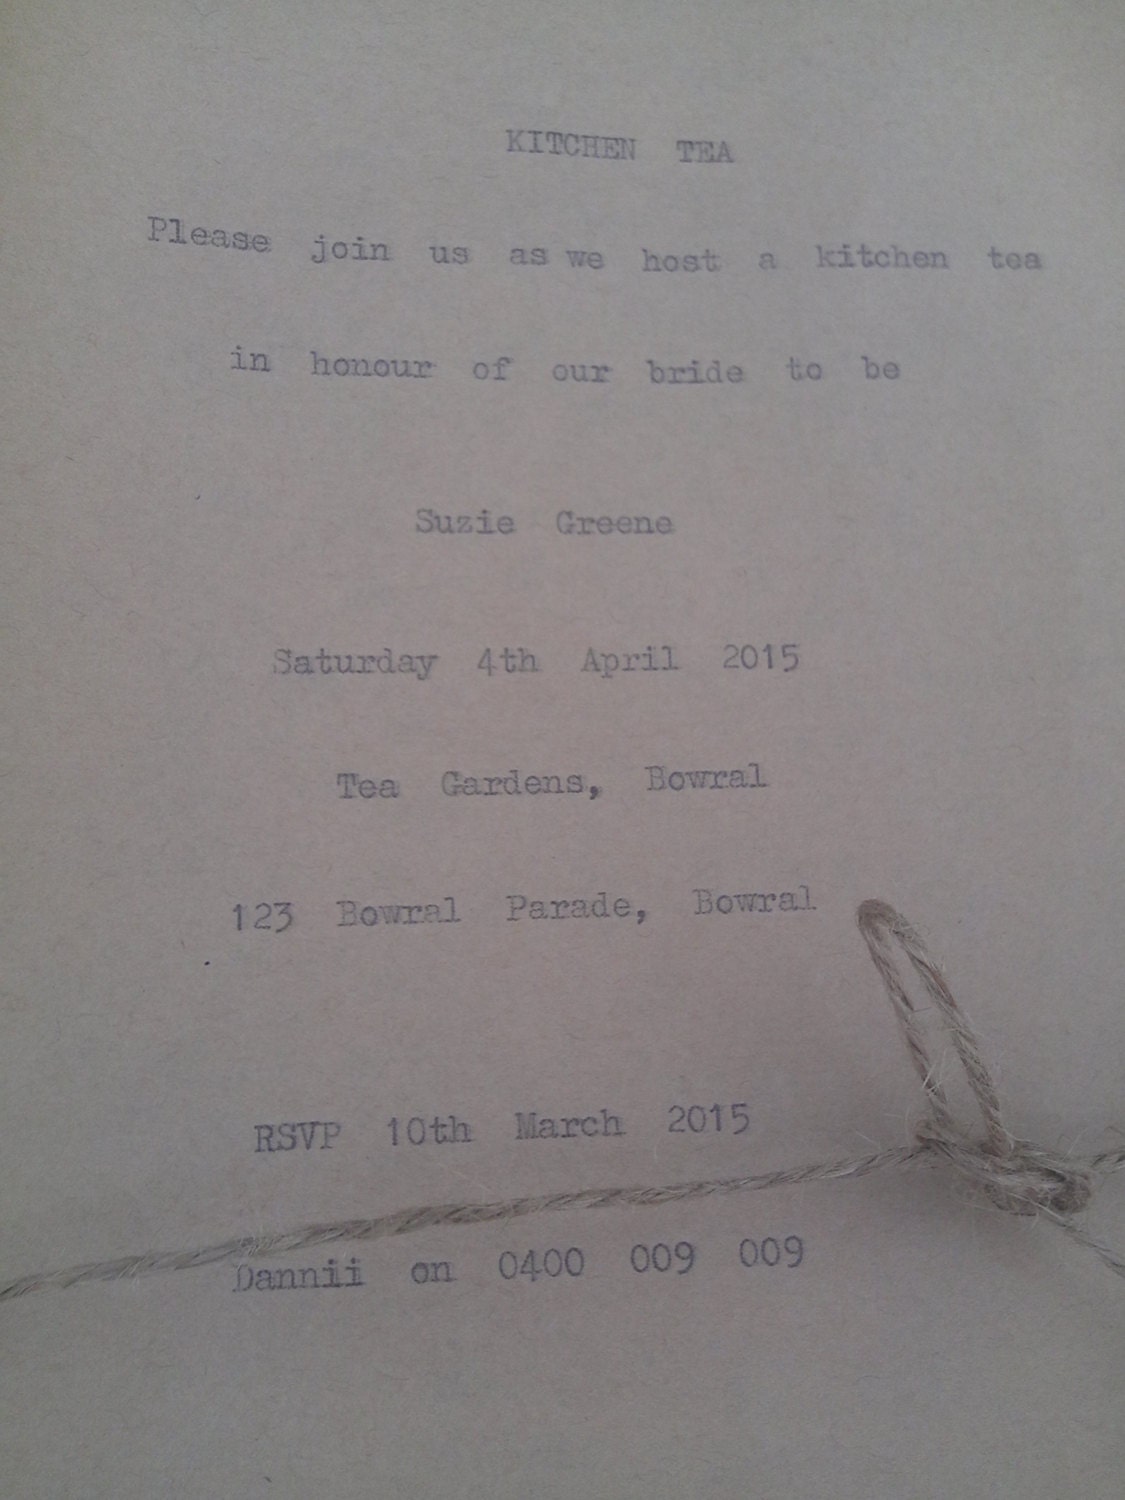 KITCHEN TEA
Please join us as we host a kitchen tea
in honour of our bride to be
Suzie Greene
Saturday 4th April 2015
Tea Gardens, Bowral
123 Bowral Parade, Bowral
RSVP 10th March 2015
Dannii on 0400 009 009